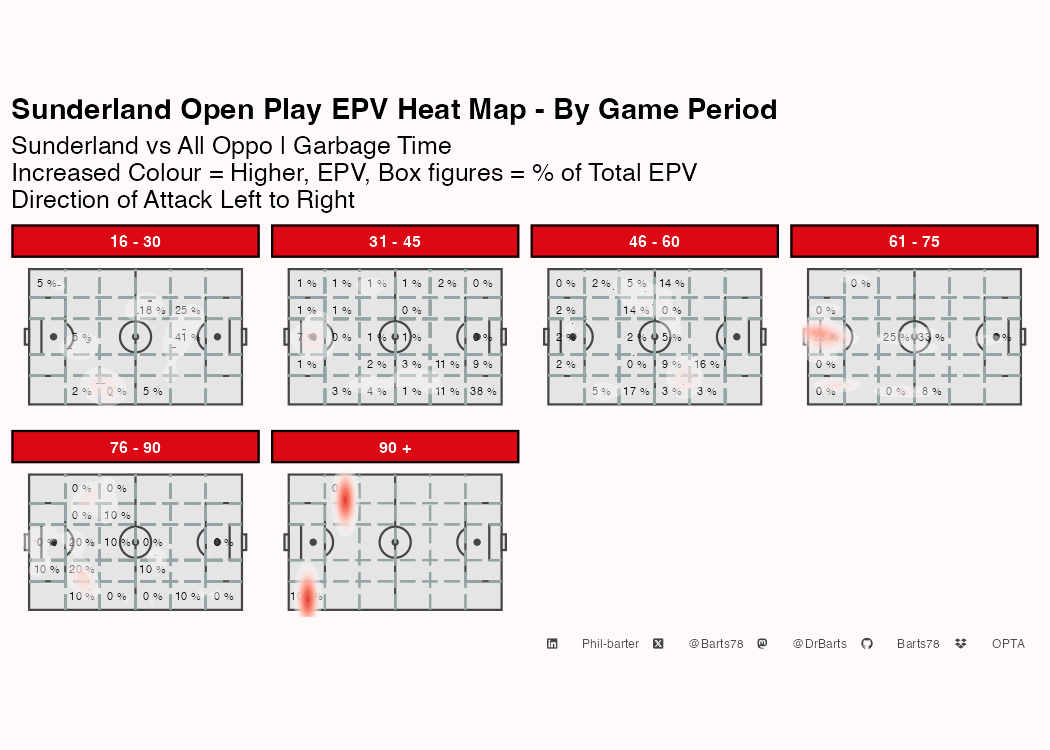 Sunderland Open Play EPV Heat Map - By Game Period
Sunderland vs All Oppo | Garbage Time
Increased Colour = Higher, EPV, Box figures = % of Total EPV
Direction of Attack Left to Right
16 - 30 31 - 45 46 - 60 61 - 75
5 % 1 % 1 % 1 % 1 % 2 % 0 % 0 % 2 % 5 % 14 % 0 %
18 % 25 % 1 % 1 % 0 % 2 % 14 % 0 % 0 %
5 % 41 % 0 % 1 % 1 % 0 % 2 % 2 % 5 % 25 % 33 %
1 % 2 % 3 % 11 % 9 % 2 % 0 % 9 % 16 % 0 %
2 % 0 % 5 % 3 % 4 % 1 % 11 % 38 % 5 % 17 % 3 % 3 % 0 % 0 % 8 %
76 - 90 90 +
0 % 0 %
0 % 10 %
0 % 20 % 10 % 0 % 0 %
10 % 20 % 10 %
10 % 0 % 0 % 10 % 0 %
Phil-barter @Barts78 @DrBarts Barts78 OPTA